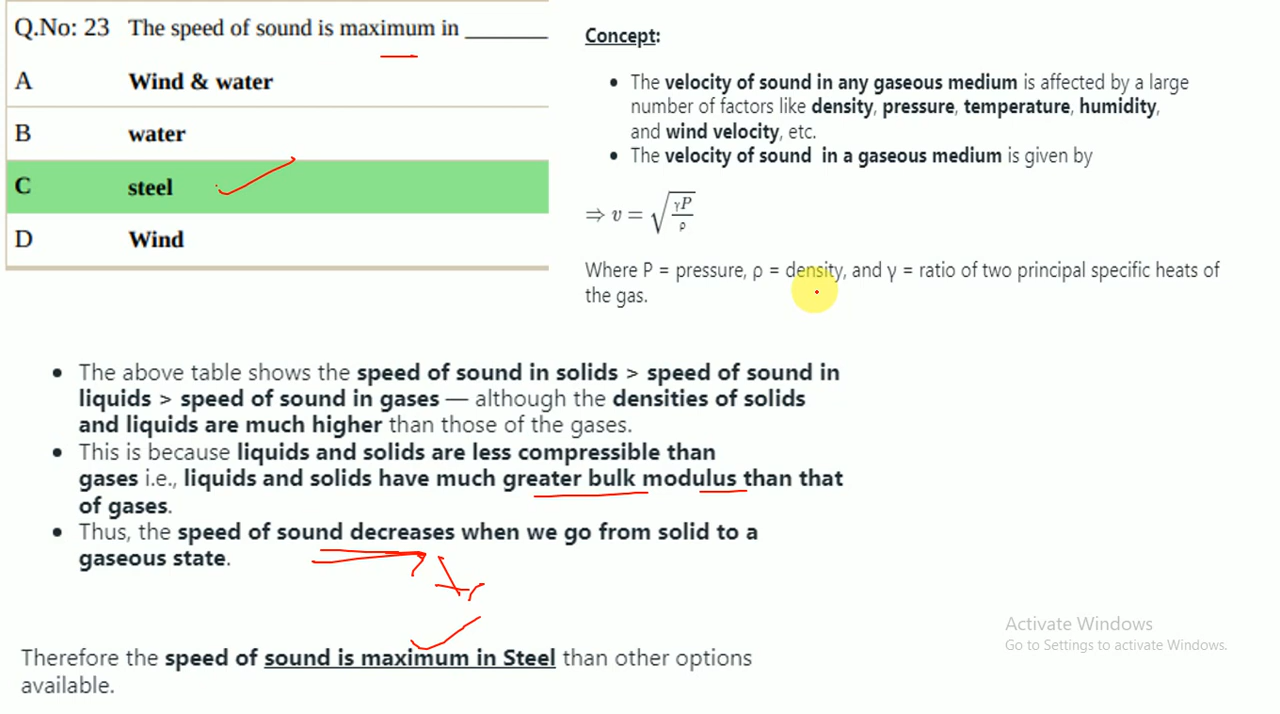 Q.No: 23 The speed of sound is maximum in ________
A Wind & water
B water
C steel
D Wind
Concept:
• The velocity of sound in any gaseous medium is affected by a large
number of factors like density, pressure, temperature, humidity,
and wind velocity, etc.
• The velocity of sound in a gaseous medium is given by
⇒ v = √(γP/ρ)
Where P = pressure, ρ = density, and γ = ratio of two principal specific heats of
the gas.
• The above table shows the speed of sound in solids > speed of sound in
liquids > speed of sound in gases — although the densities of solids
and liquids are much higher than those of the gases.
• This is because liquids and solids are less compressible than
gases i.e., liquids and solids have much greater bulk modulus than that
of gases.
• Thus, the speed of sound decreases when we go from solid to a
gaseous state.
Therefore the speed of sound is maximum in Steel than other options
available.
Activate Windows
Go to Settings to activate Windows.